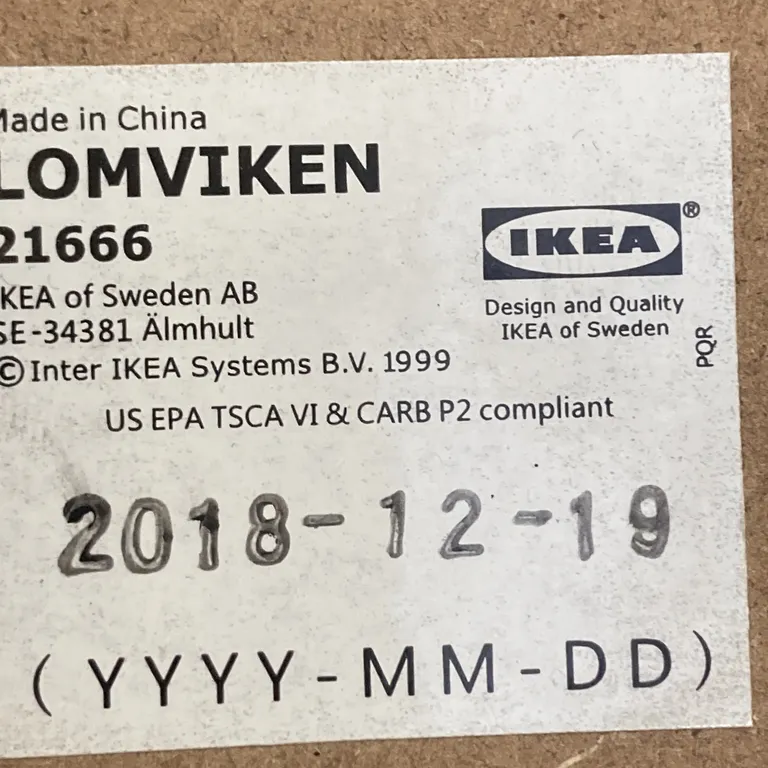 Made in China
LOMVIKEN
21666
IKEA of Sweden AB
SE-34381 Älmhult
© Inter IKEA Systems B.V. 1999
IKEA®
Design and Quality
IKEA of Sweden
PQR
US EPA TSCA VI & CARB P2 compliant
2018-12-19
(YYYY-MM-DD)